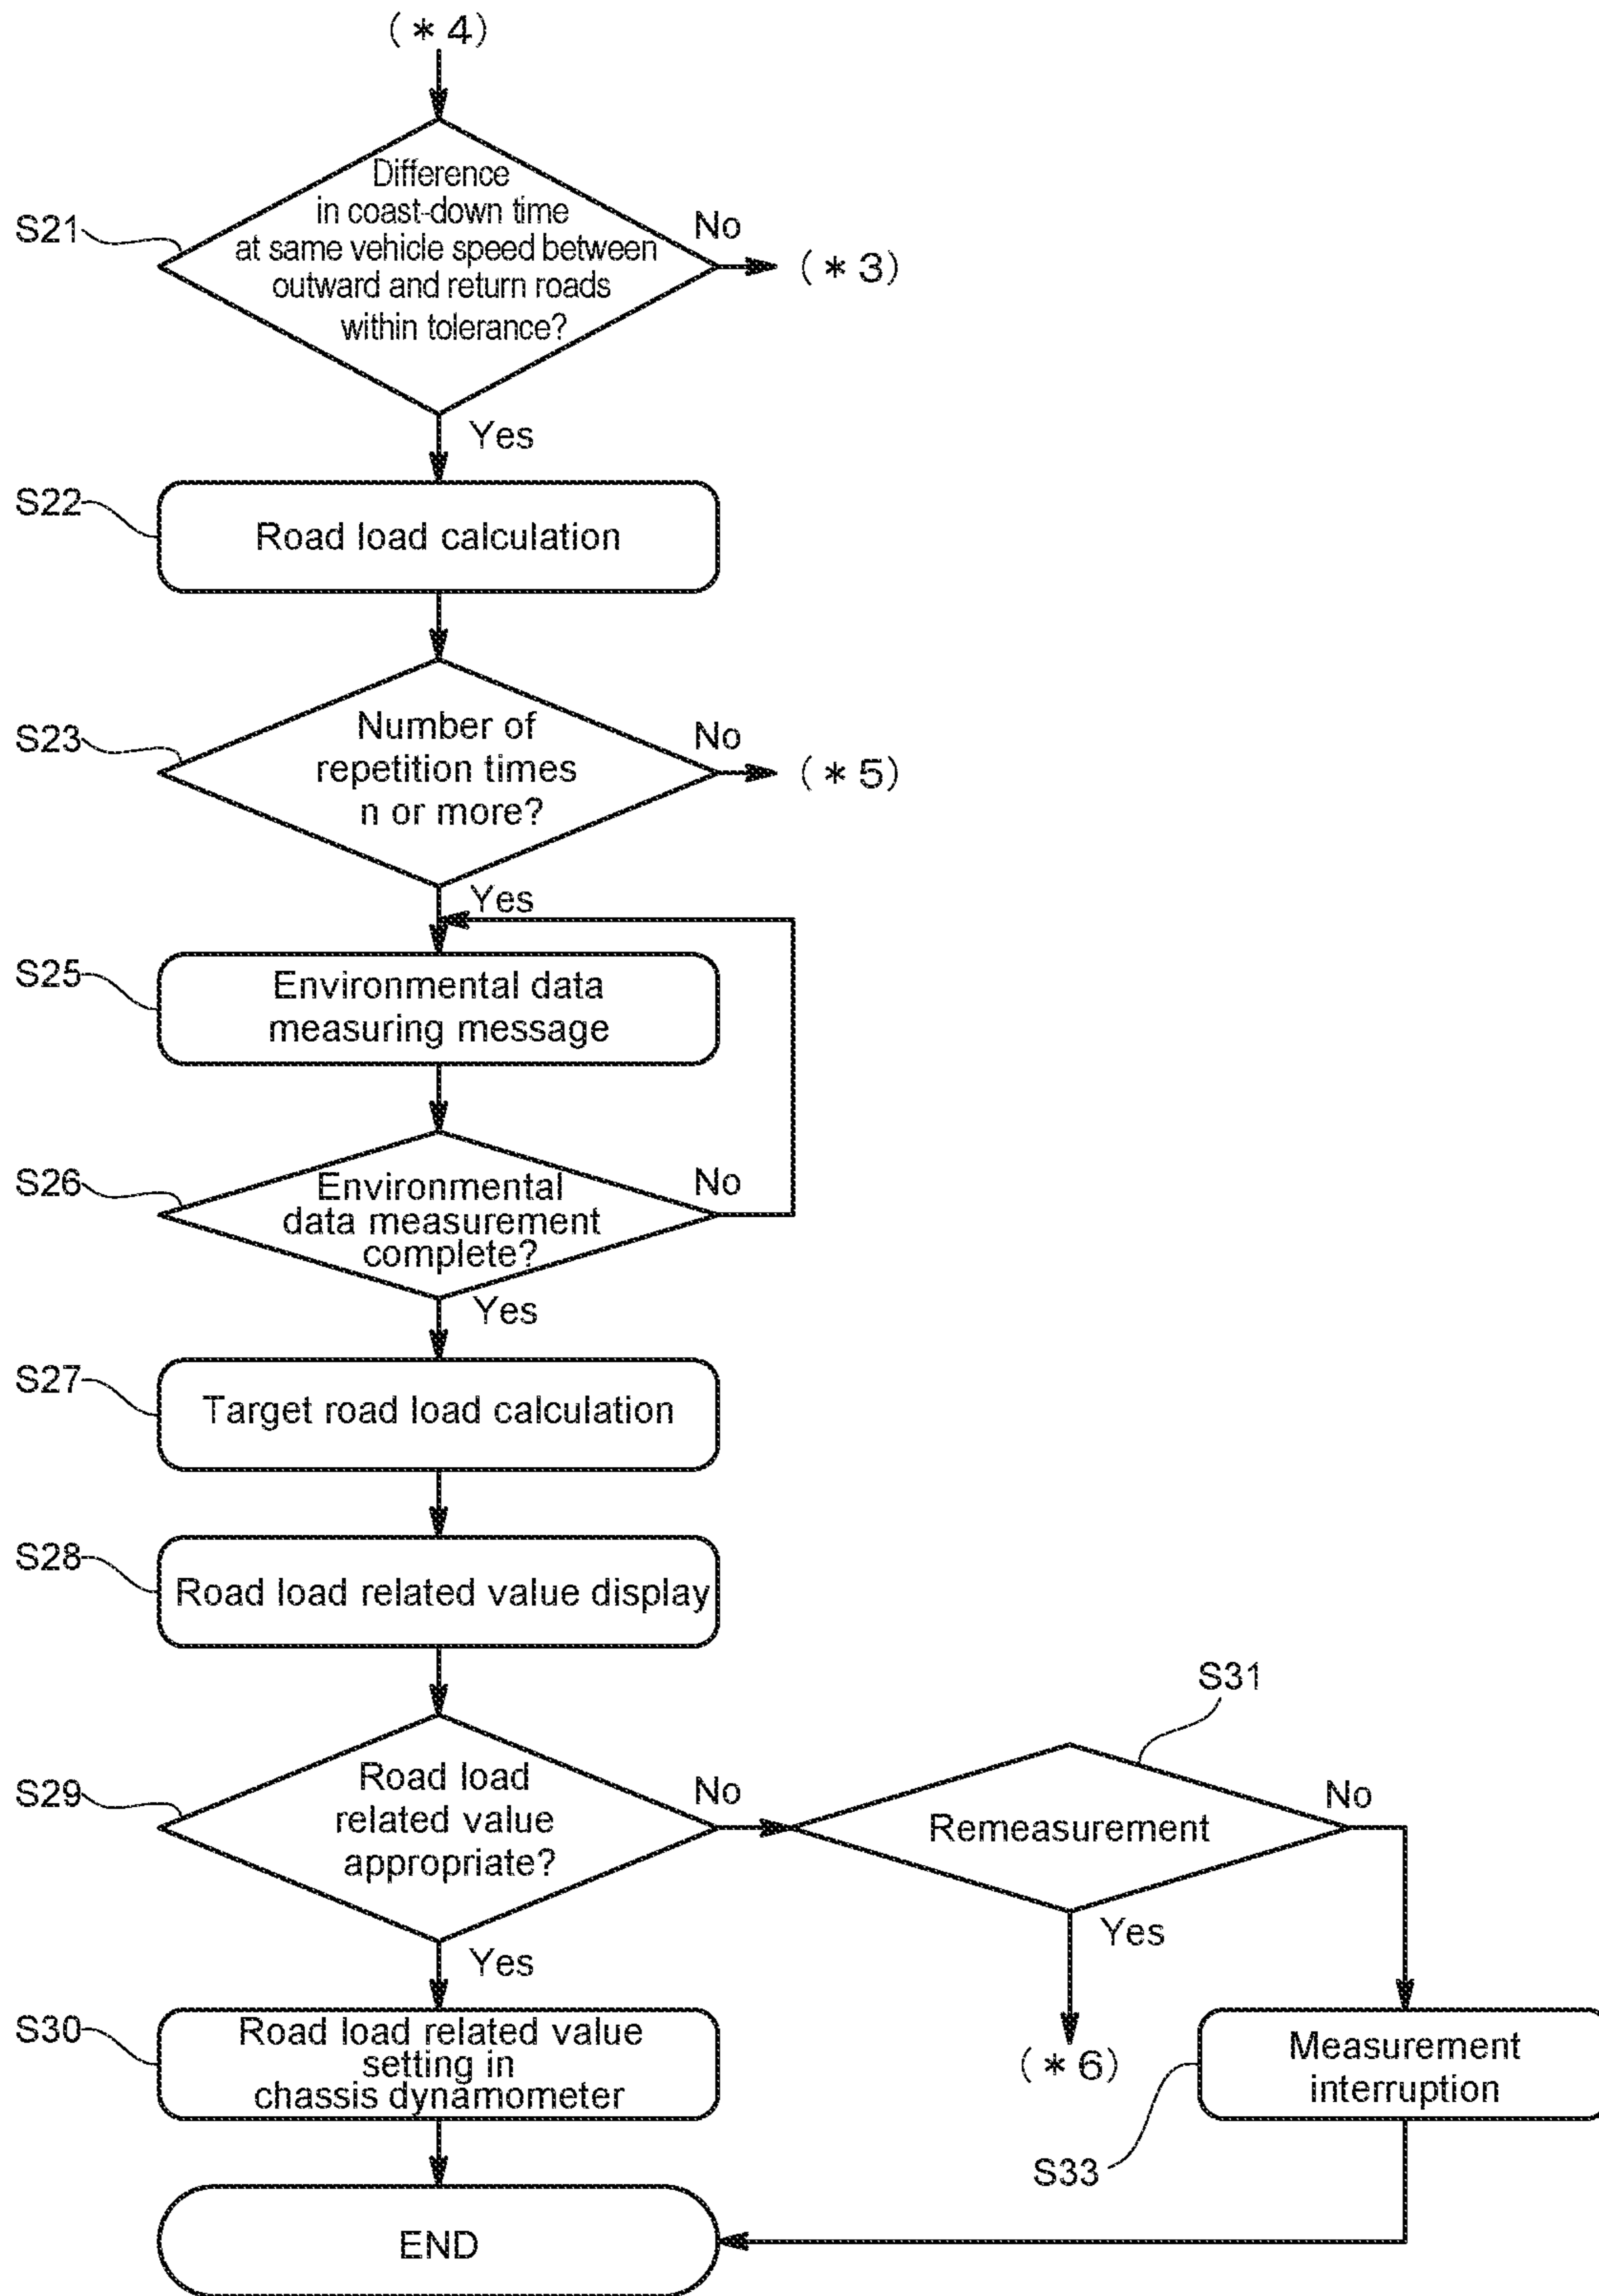 (*4)
S21
Difference
in coast-down time
at same vehicle speed between
outward and return roads
within tolerance?
No
(*3)
Yes
S22
Road load calculation
S23
Number of
repetition times
n or more?
No
(*5)
Yes
S25
Environmental data
measuring message
S26
Environmental
data measurement
complete?
No
Yes
S27
Target road load calculation
S28
Road load related value display
S29
Road load
related value
appropriate?
No
S31
Remeasurement
No
Yes
(*6)
Yes
S30
Road load related value
setting in
chassis dynamometer
Measurement
interruption
S33
END